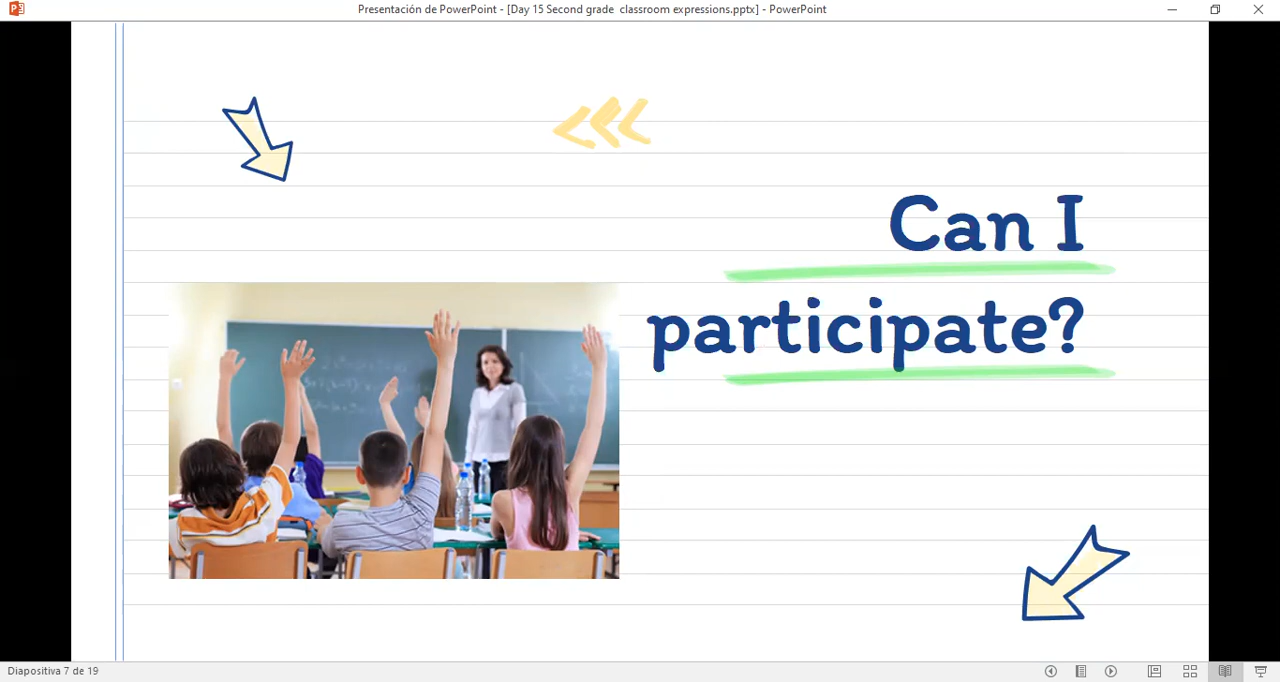 Presentación de PowerPoint - [Day 15 Second grade  classroom expressions.pptx] - PowerPoint
Can I
participate?
Diapositiva 7 de 19